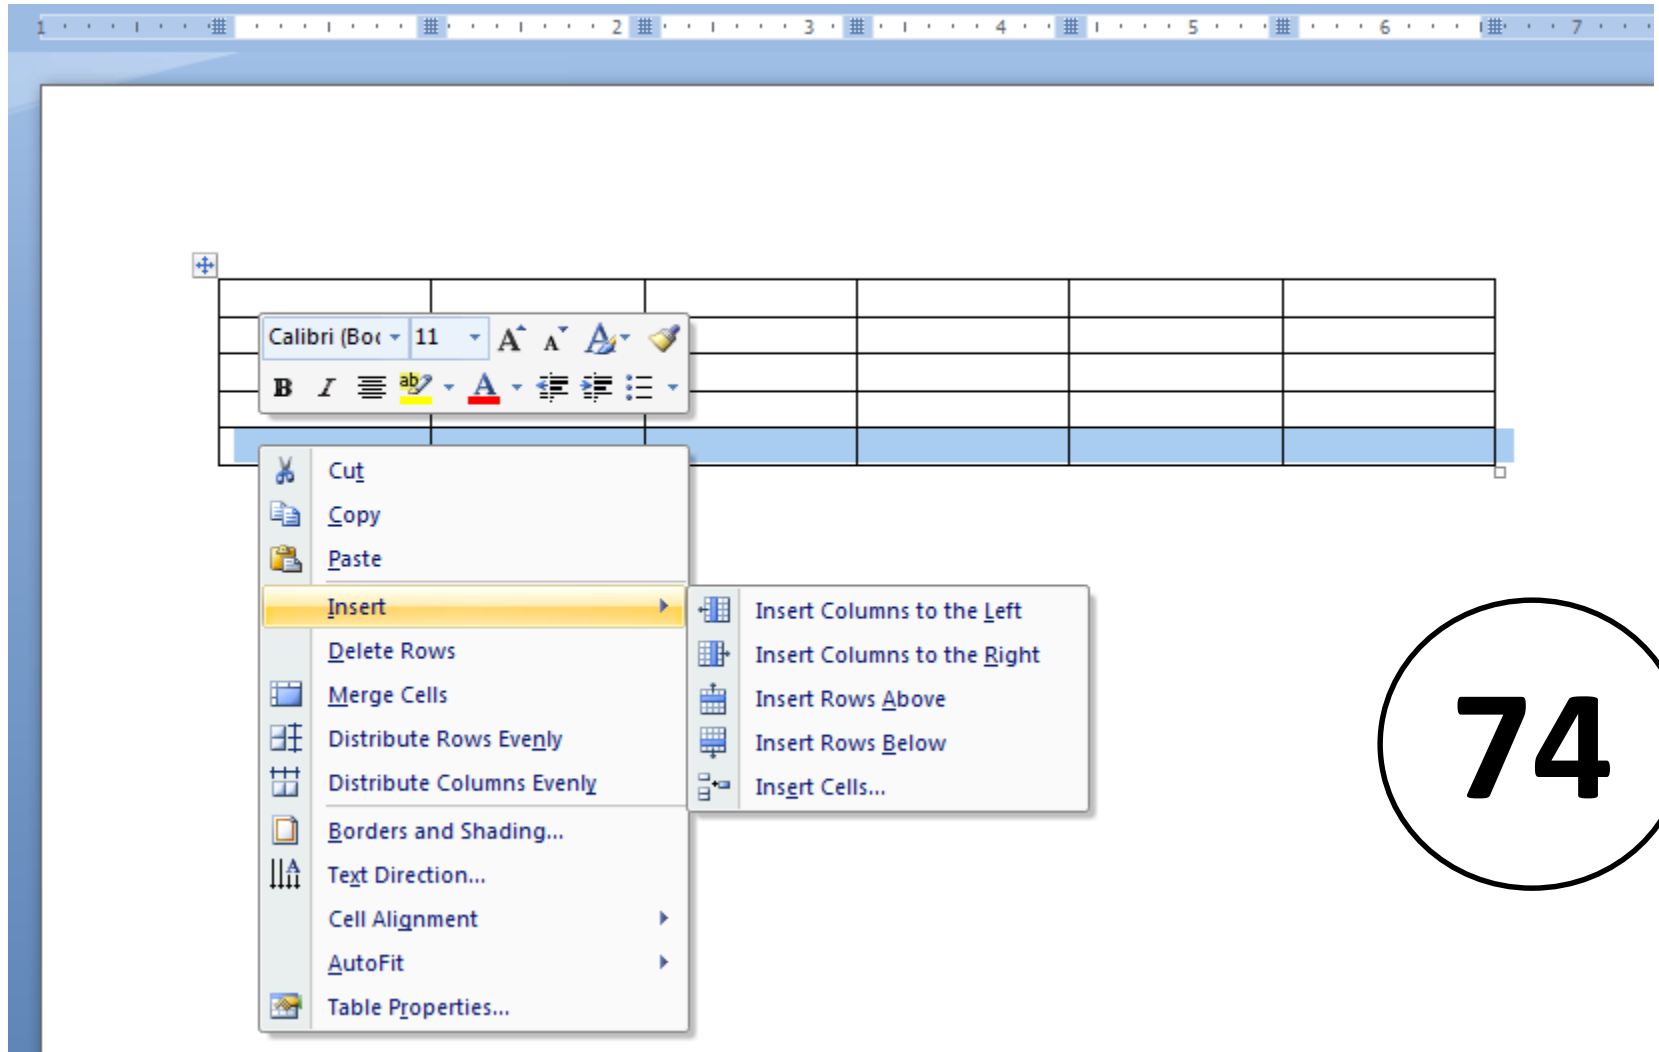 1 2 3 4 5 6 7
Calibri (Boc 11
Cut
Copy
Paste
Insert
Delete Rows
Merge Cells
Distribute Rows Evenly
Distribute Columns Evenly
Borders and Shading...
Text Direction...
Cell Alignment
AutoFit
Table Properties...
Insert Columns to the Left
Insert Columns to the Right
Insert Rows Above
Insert Rows Below
Insert Cells...
74